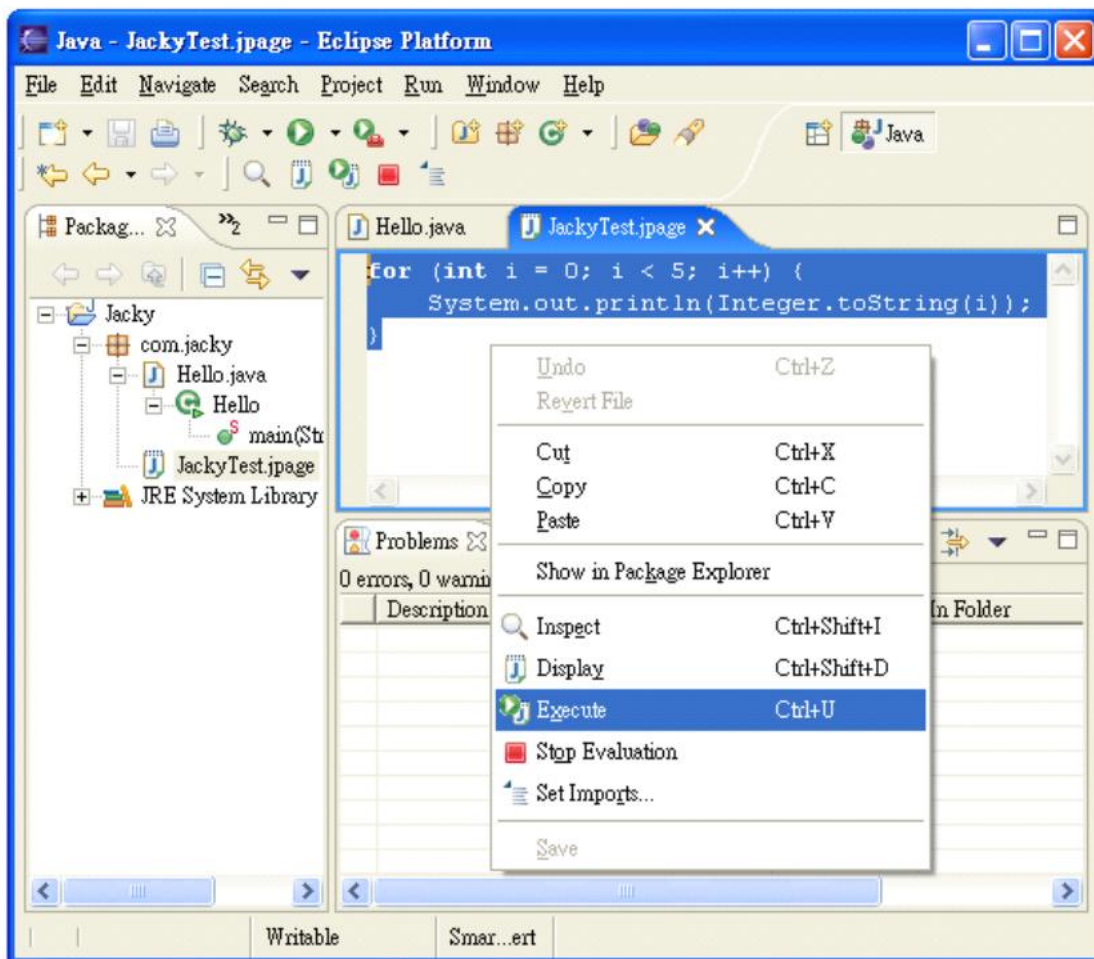 Java - JackyTest.jpage - Eclipse Platform
File Edit Navigate Search Project Run Window Help
Java
Packag... »2
Hello.java JackyTest.jpage
for (int i = 0; i < 5; i++) {
System.out.println(Integer.toString(i));
}
Jacky
com.jacky
Hello.java
Hello
main(Str
JackyTest.jpage
JRE System Library
Undo Ctrl+Z
Revert File
Cut Ctrl+X
Copy Ctrl+C
Paste Ctrl+V
Show in Package Explorer
Inspect Ctrl+Shift+I
Display Ctrl+Shift+D
Execute Ctrl+U
Stop Evaluation
Set Imports...
Save
Problems
0 errors, 0 warnin
Description In Folder
Writable Smar...ert